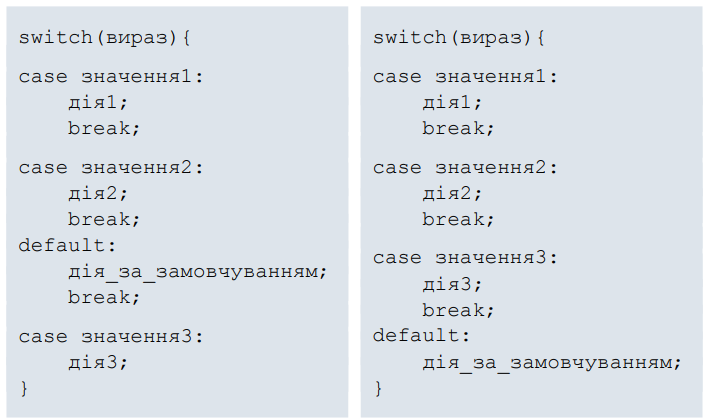 switch(вираз){
case значення1:
дія1;
break;
case значення2:
дія2;
break;
default:
дія_за_замовчуванням;
break;
case значення3:
дія3;
}
switch(вираз){
case значення1:
дія1;
break;
case значення2:
дія2;
break;
case значення3:
дія3;
break;
default:
дія_за_замовчуванням;
}